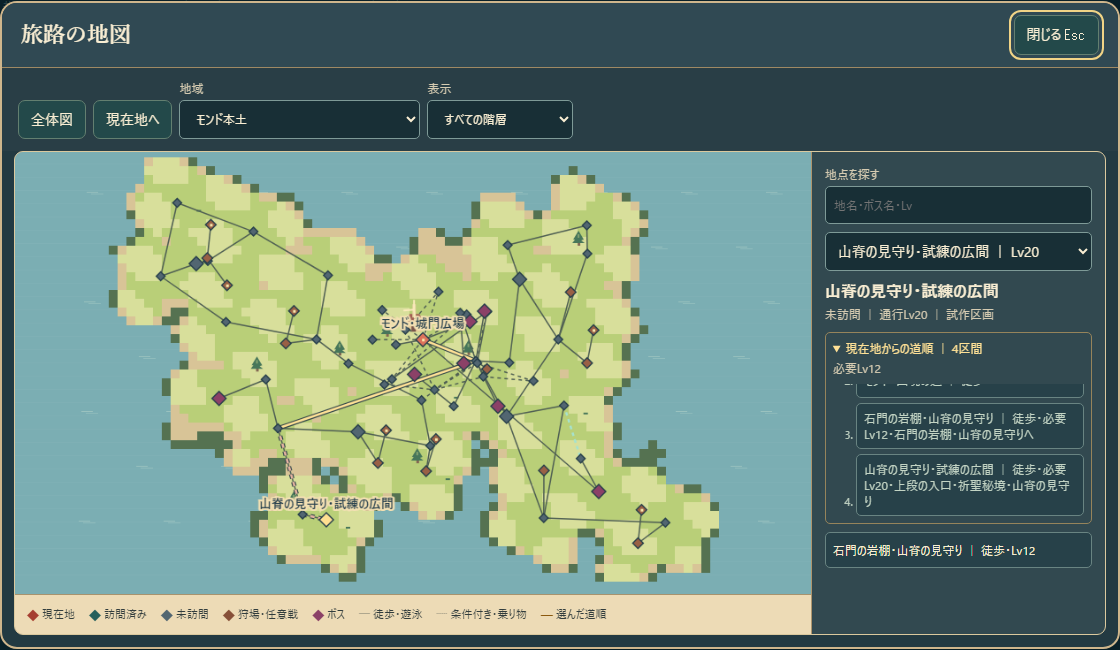 旅路の地図
閉じる Esc
地域
表示
全体図
現在地へ
モンド本土
すべての階層
地点を探す
地名・ボス名・Lv
山脊の見守り・試練の広間 | Lv20
山脊の見守り・試練の広間
未訪問 | 通行Lv20 | 試作区画
▼ 現在地からの道順 | 4区間
必要Lv12
3.
石門の岩棚・山脊の見守り | 徒歩・必要
Lv12・石門の岩棚・山脊の見守りへ
4.
山脊の見守り・試練の広間 | 徒歩・必要
Lv20・上段の入口・祈聖秘境・山脊の見守
り
石門の岩棚・山脊の見守り | 徒歩・Lv12
モンド・城門広場
山脊の見守り・試練の広間
現在地
訪問済み
未訪問
狩場・任意戦
ボス
徒歩・遊泳
条件付き・乗り物
選んだ道順